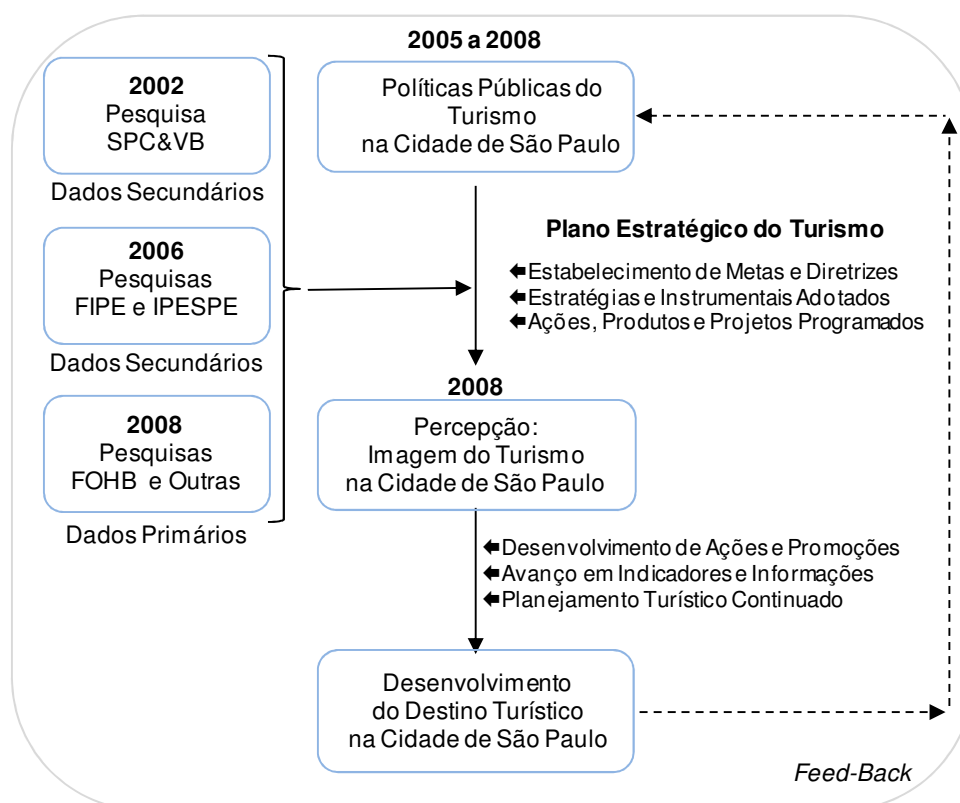 2002
Pesquisa
SPC&VB
Dados Secundários
2006
Pesquisas
FIPE e IPESPE
Dados Secundários
2008
Pesquisas
FOHB e Outras
Dados Primários
2005 a 2008
Políticas Públicas do
Turismo
na Cidade de São Paulo
Plano Estratégico do Turismo
Estabelecimento de Metas e Diretrizes
Estratégias e Instrumentais Adotados
Ações, Produtos e Projetos Programados
2008
Percepção:
Imagem do Turismo
na Cidade de São Paulo
Desenvolvimento de Ações e Promoções
Avanço em Indicadores e Informações
Planejamento Turístico Continuado
Desenvolvimento
do Destino Turístico
na Cidade de São Paulo
Feed-Back